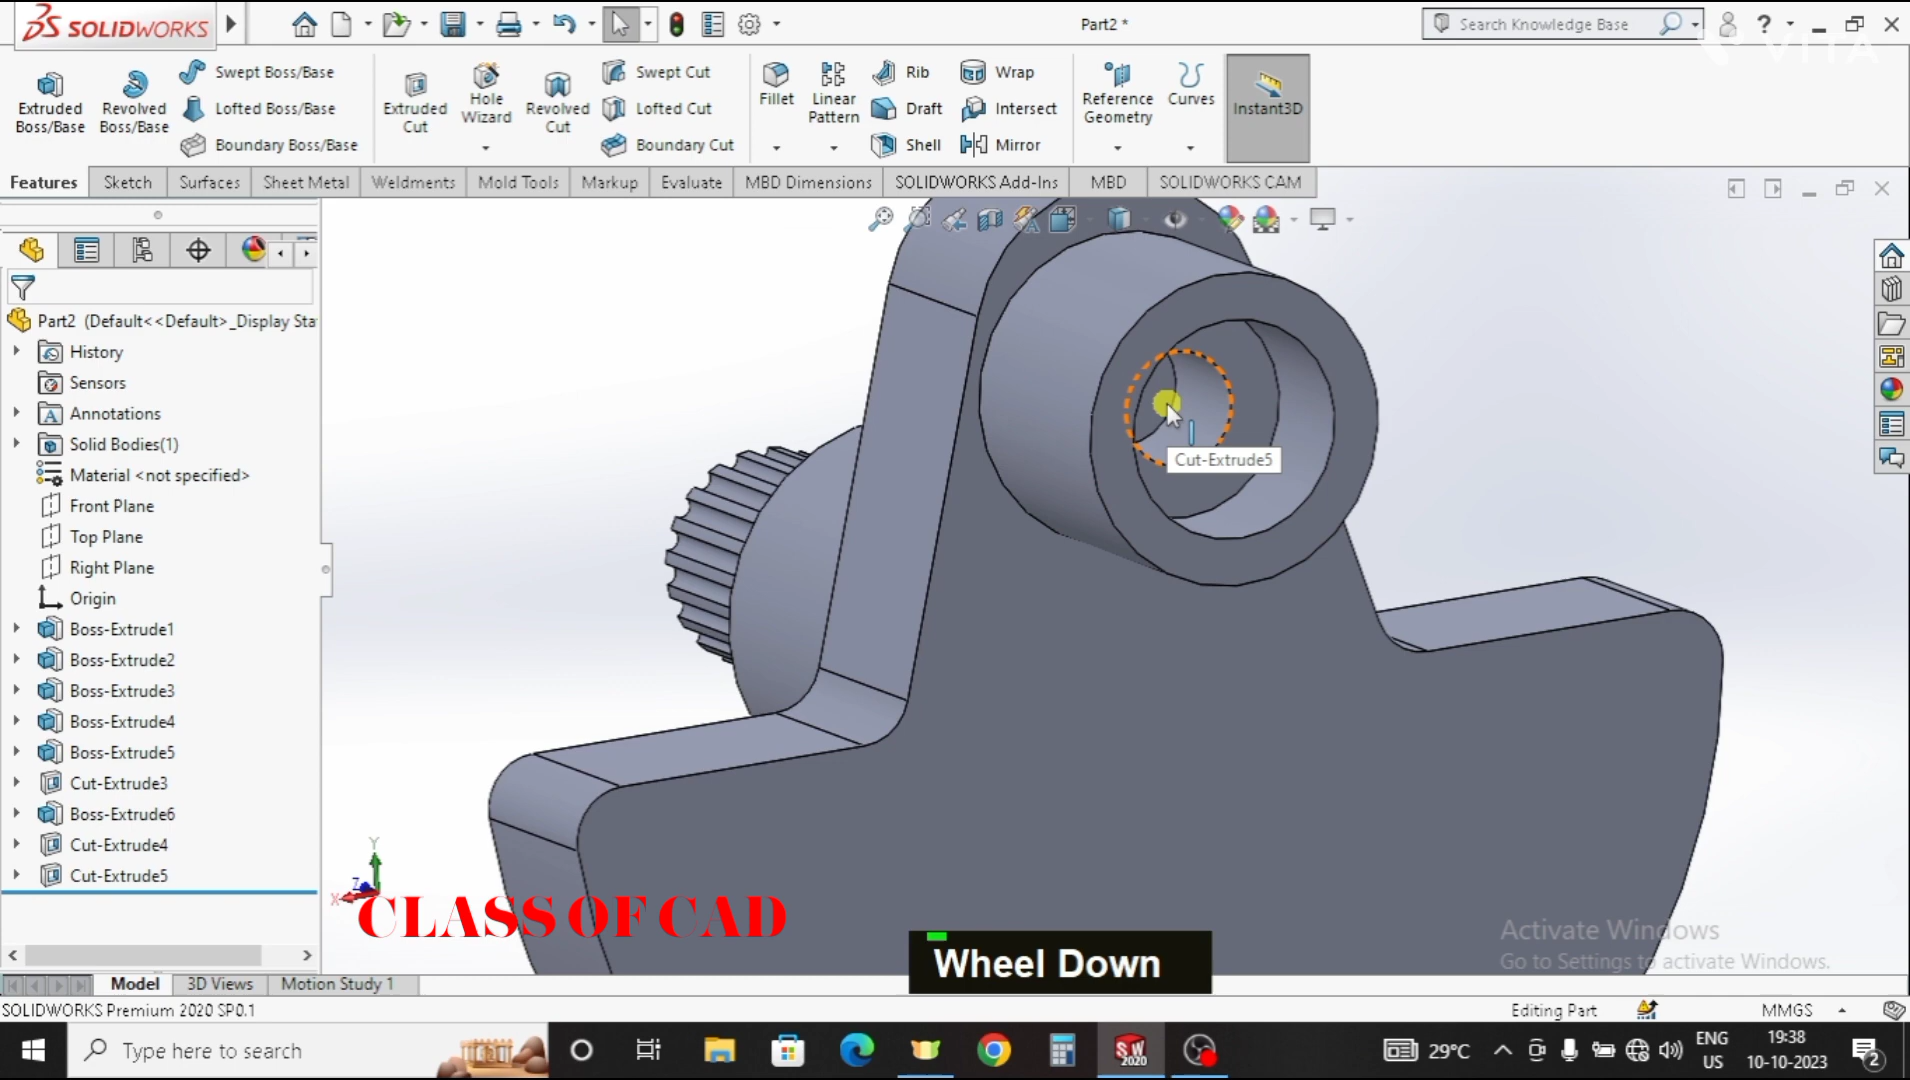 SOLIDWORKS
Part2 *
Search Knowledge Base
?
VITA
Extruded Boss/Base
Revolved Boss/Base
Swept Boss/Base
Lofted Boss/Base
Boundary Boss/Base
Extruded Cut
Hole Wizard
Revolved Cut
Swept Cut
Lofted Cut
Boundary Cut
Fillet
Linear Pattern
Rib
Draft
Shell
Wrap
Intersect
Mirror
Reference Geometry
Curves
Instant3D
Features
Sketch
Surfaces
Sheet Metal
Weldments
Mold Tools
Markup
Evaluate
MBD Dimensions
SOLIDWORKS Add-Ins
MBD
SOLIDWORKS CAM
Part2 (Default<<Default>_Display Sta
History
Sensors
Annotations
Solid Bodies(1)
Material <not specified>
Front Plane
Top Plane
Right Plane
Origin
Boss-Extrude1
Boss-Extrude2
Boss-Extrude3
Boss-Extrude4
Boss-Extrude5
Cut-Extrude3
Boss-Extrude6
Cut-Extrude4
Cut-Extrude5
Cut-Extrude5
Y
Z
X
CLASS OF CAD
Wheel Down
Activate Windows
Go to Settings to activate Windows.
Model
3D Views
Motion Study 1
SOLIDWORKS Premium 2020 SP0.1
Editing Part
MMGS
Type here to search
SW
2020
29°C
ENG
US
19:38
10-10-2023
2